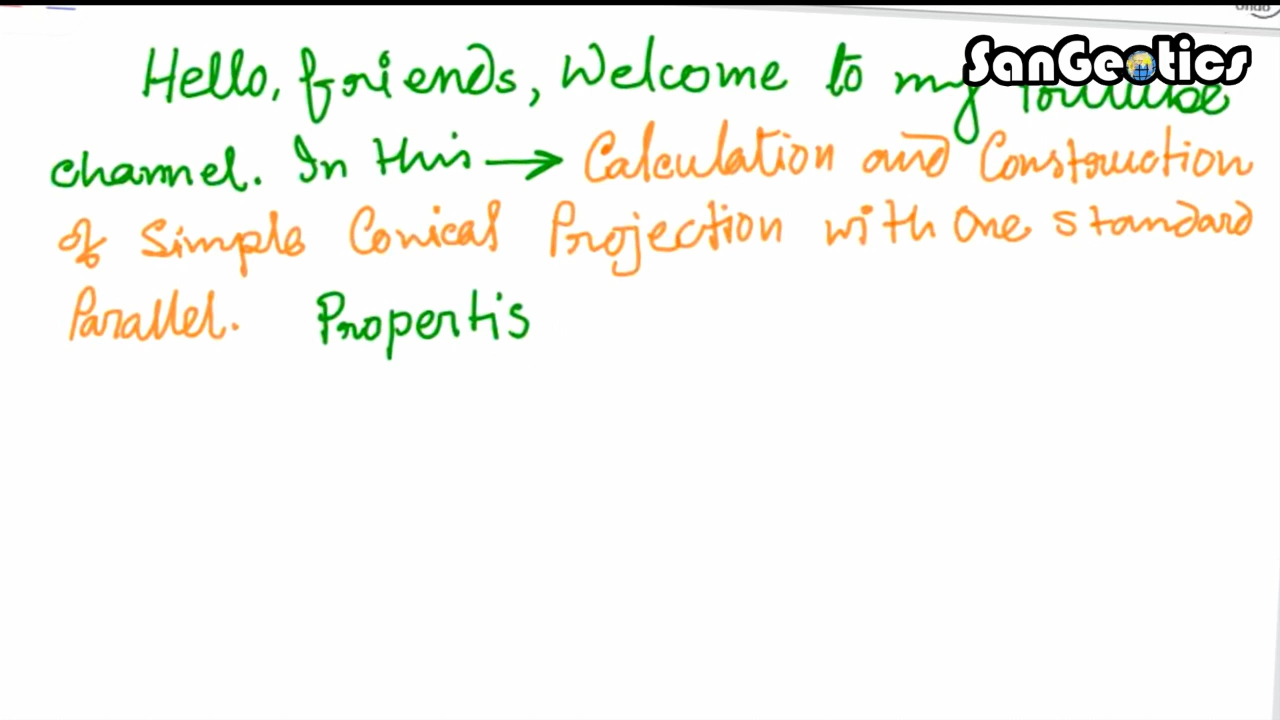 undo
SanGeotics
Hello, friends, Welcome to my Youtube
channel. In this → Calculation and Construction
of Simple Conical Projection with One Standard
Parallel. Propertis